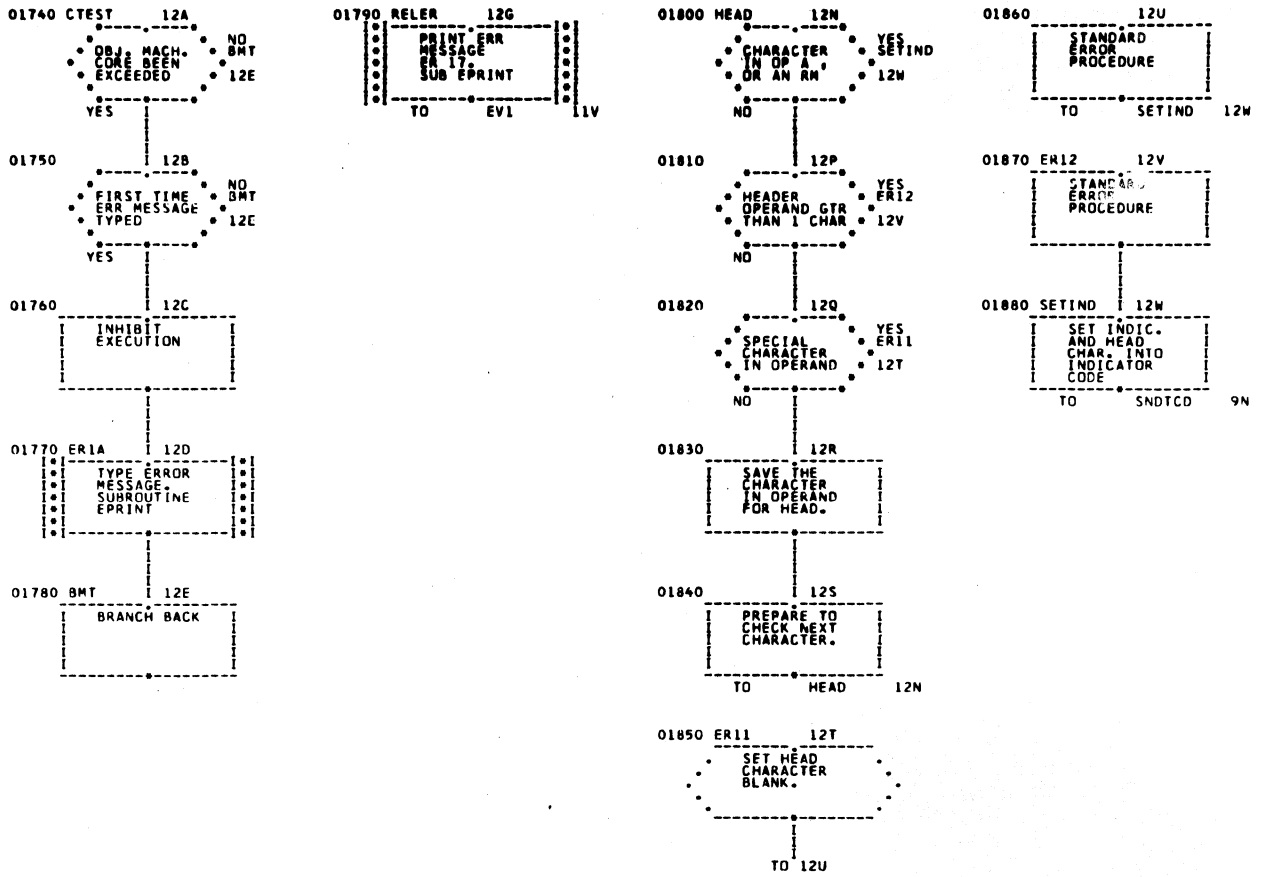 01740 CTEST 12A
OBJ. MACH.
CORE BEEN
EXCEEDED
NO
BMT
12E
YES
01750 12B
FIRST TIME
ERR MESSAGE
TYPED
NO
BMT
12E
YES
01760 12C
INHIBIT
EXECUTION
01770 ER1A 12D
TYPE ERROR
MESSAGE.
SUBROUTINE
EPRINT
01780 BMT 12E
BRANCH BACK
01790 RELER 12G
PRINT ERR
MESSAGE
ER 17.
SUB EPRINT
TO EV1 11V
01800 HEAD 12N
CHARACTER
IN OP A ,
OR AN RM
YES
SETIND
12W
NO
01810 12P
HEADER
OPERAND GTR
THAN 1 CHAR
YES
ER12
12V
NO
01820 12Q
SPECIAL
CHARACTER
IN OPERAND
YES
ER11
12T
NO
01830 12R
SAVE THE
CHARACTER
IN OPERAND
FOR HEAD.
01840 12S
PREPARE TO
CHECK NEXT
CHARACTER.
TO HEAD 12N
01850 ER11 12T
SET HEAD
CHARACTER
BLANK.
TO 12U
01860 12U
STANDARD
ERROR
PROCEDURE
TO SETIND 12W
01870 ER12 12V
STANDARD
ERROR
PROCEDURE
01880 SETIND 12W
SET INDIC.
AND HEAD
CHAR. INTO
INDICATOR
CODE
TO SNDTCD 9N